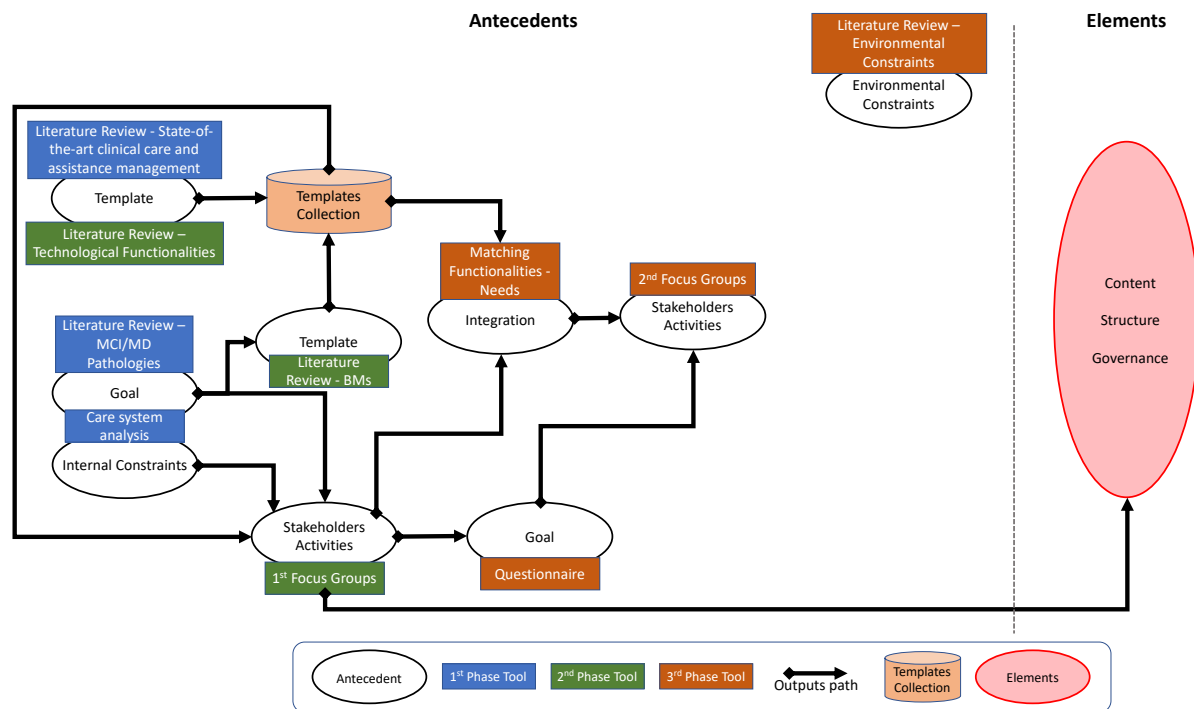 Antecedents
Elements
Literature Review –
Environmental
Constraints
Environmental
Constraints
Literature Review - State-of-
the-art clinical care and
assistance management
Template
Literature Review –
Technological Functionalities
Templates
Collection
Matching
Functionalities -
Needs
Integration
2nd Focus Groups
Stakeholders
Activities
Content
Structure
Governance
Literature Review –
MCI/MD
Pathologies
Goal
Template
Literature
Review - BMs
Care system
analysis
Internal Constraints
Stakeholders
Activities
1st Focus Groups
Goal
Questionnaire
Antecedent
1st Phase Tool
2nd Phase Tool
3rd Phase Tool
Outputs path
Templates
Collection
Elements